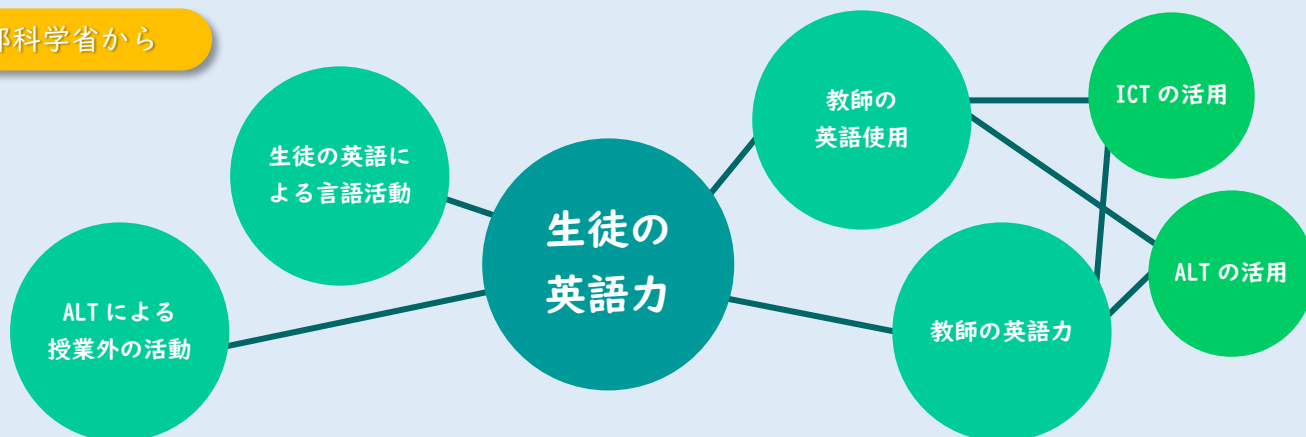 部科学省から
生徒の英語に
よる言語活動
ALT による
授業外の活動
生徒の
英語力
教師の
英語使用
教師の英語力
ICT の活用
ALT の活用